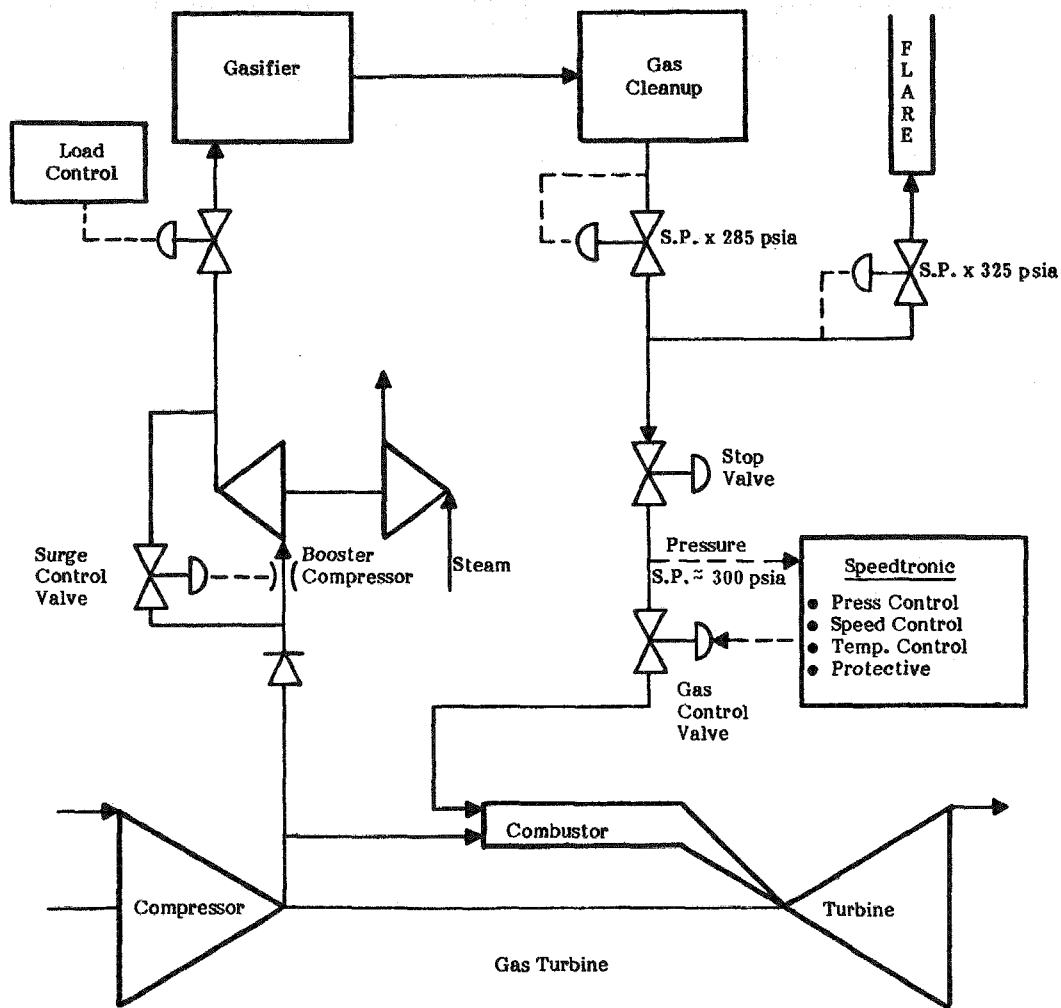 Gasifier
Gas
Cleanup
F
L
A
R
E
Load
Control
S.P. x 285 psia
S.P. x 325 psia
Stop
Valve
Surge
Control
Valve
Booster
Compressor
Steam
Pressure
S.P. ≈ 300 psia
Speedtronic
● Press Control
● Speed Control
● Temp. Control
● Protective
Gas
Control
Valve
Combustor
Compressor
Turbine
Gas Turbine